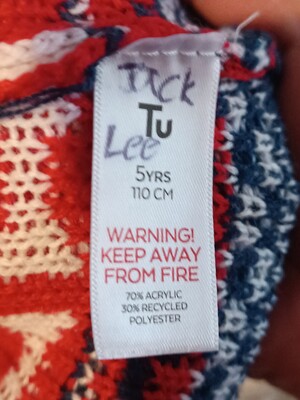 JACK
Tu
Lee
5YRS
110 CM
WARNING!
KEEP AWAY
FROM FIRE
70% ACRYLIC
30% RECYCLED
POLYESTER